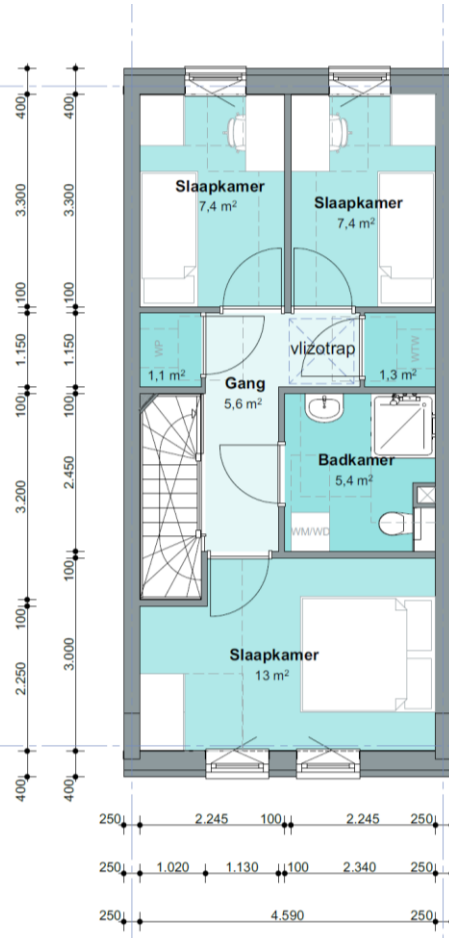 400
400
3.300
3.300
100
100
1.150
1.150
100
100
3.200
2.450
100
100
2.250
3.000
400
400
Slaapkamer
7,4 m²
Slaapkamer
7,4 m²
WP
1,1 m²
vlizotrap
WTW
1,3 m²
Gang
5,6 m²
Badkamer
5,4 m²
WM/WD
Slaapkamer
13 m²
250 2.245 100 2.245 250
250 1.020 1.130 100 2.340 250
250 4.590 250